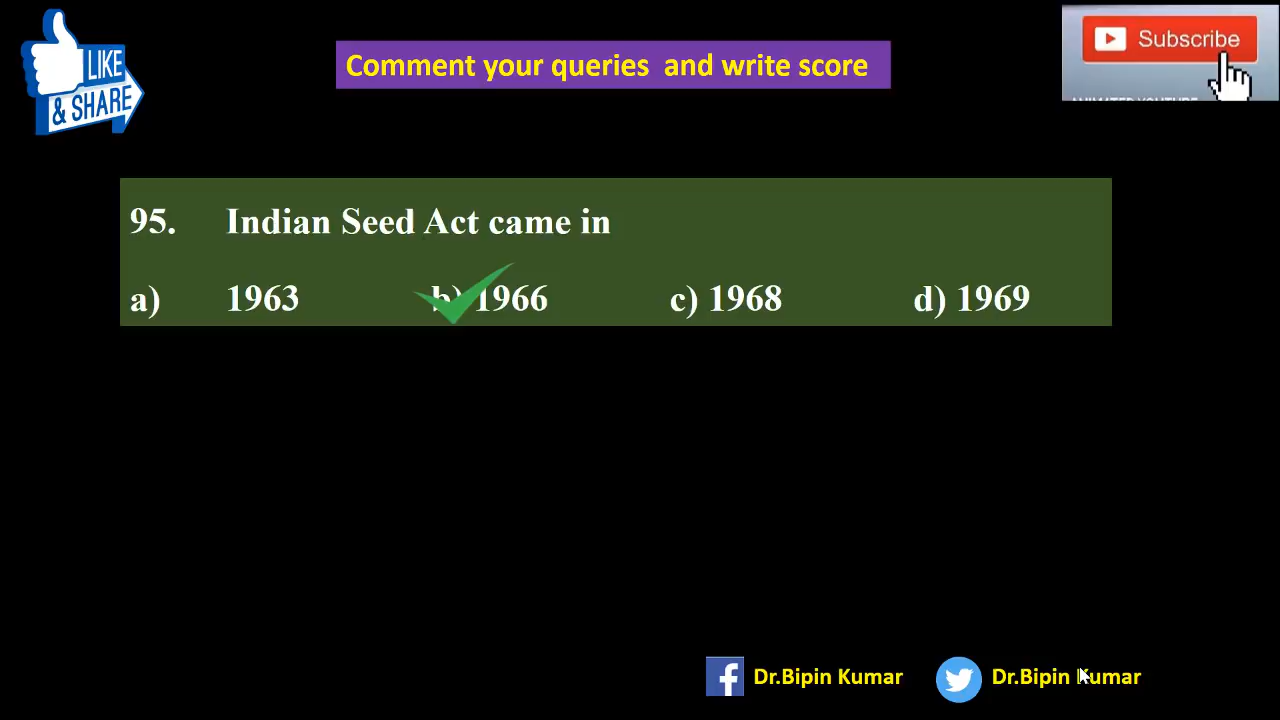 LIKE
& SHARE
Comment your queries and write score
Subscribe
95. Indian Seed Act came in
a) 1963 b) 1966 c) 1968 d) 1969
Dr.Bipin Kumar Dr.Bipin Kumar